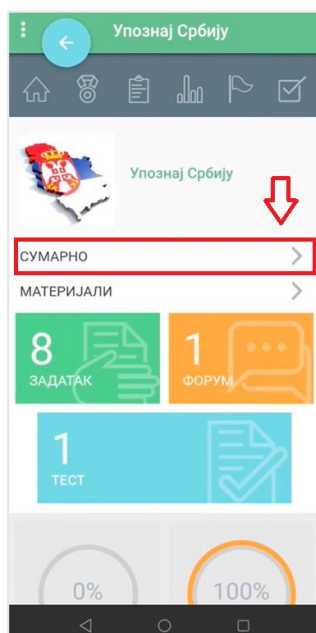 Упознај Србију
Упознај Србију
СУМАРНО
МАТЕРИЈАЛИ
8
ЗАДАТАК
1
ФОРУМ
1
ТЕСТ
0%
100%